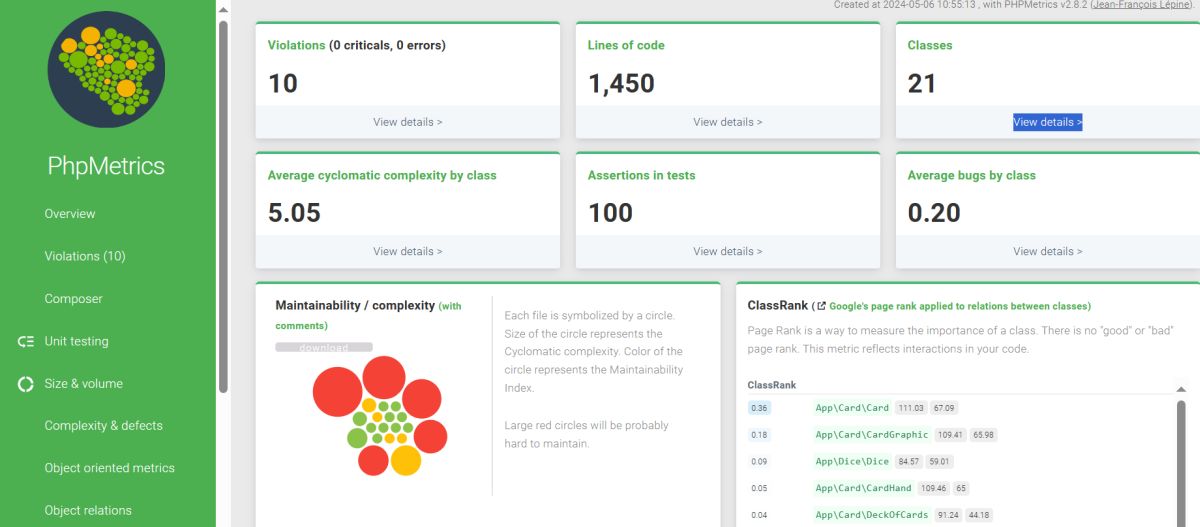 Created at 2024-05-06 10:55:13 , with PHPMetrics v2.8.2 (Jean-François Lépine).
PhpMetrics
Overview
Violations (10)
Composer
Unit testing
Size & volume
Complexity & defects
Object oriented metrics
Object relations
Violations (0 criticals, 0 errors)
10
View details >
Lines of code
1,450
View details >
Classes
21
View details >
Average cyclomatic complexity by class
5.05
View details >
Assertions in tests
100
View details >
Average bugs by class
0.20
View details >
Maintainability / complexity (with
comments)
download
Each file is symbolized by a circle.
Size of the circle represents the
Cyclomatic complexity. Color of the
circle represents the Maintainability
Index.
Large red circles will be probably
hard to maintain.
ClassRank (Google's page rank applied to relations between classes)
Page Rank is a way to measure the importance of a class. There is no "good" or "bad"
page rank. This metric reflects interactions in your code.
ClassRank
0.36 App\Card\Card 111.03 67.09
0.18 App\Card\CardGraphic 109.41 65.98
0.09 App\Dice\Dice 84.57 59.01
0.05 App\Card\CardHand 109.46 65
0.04 App\Card\DeckOfCards 91.24 44.18